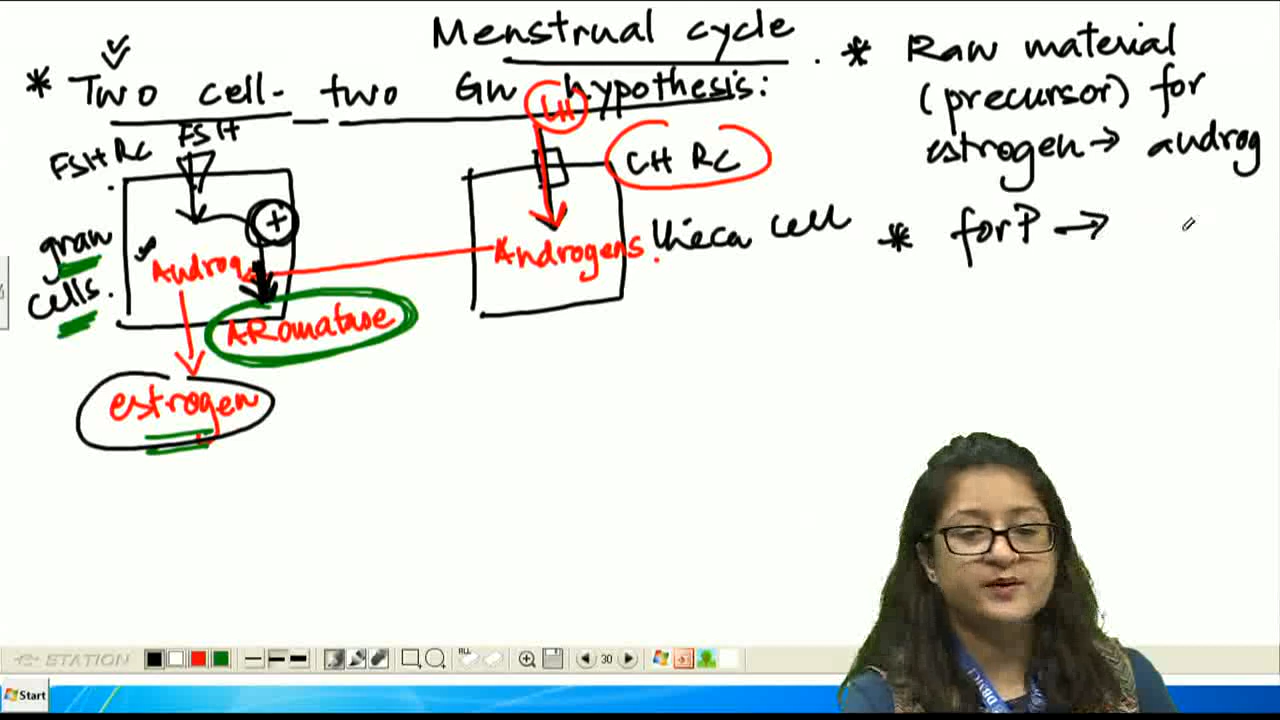 Menstrual cycle
* Two cell- two Gn hypothesis:
FSH RC FSH
gran
cells.
Androg
ARomatase
estrogen
LH
LH RC
Androgens.
theca cell
* Raw material
(precursor) for
estrogen → androg
* for P →
e-STATION
30
Start